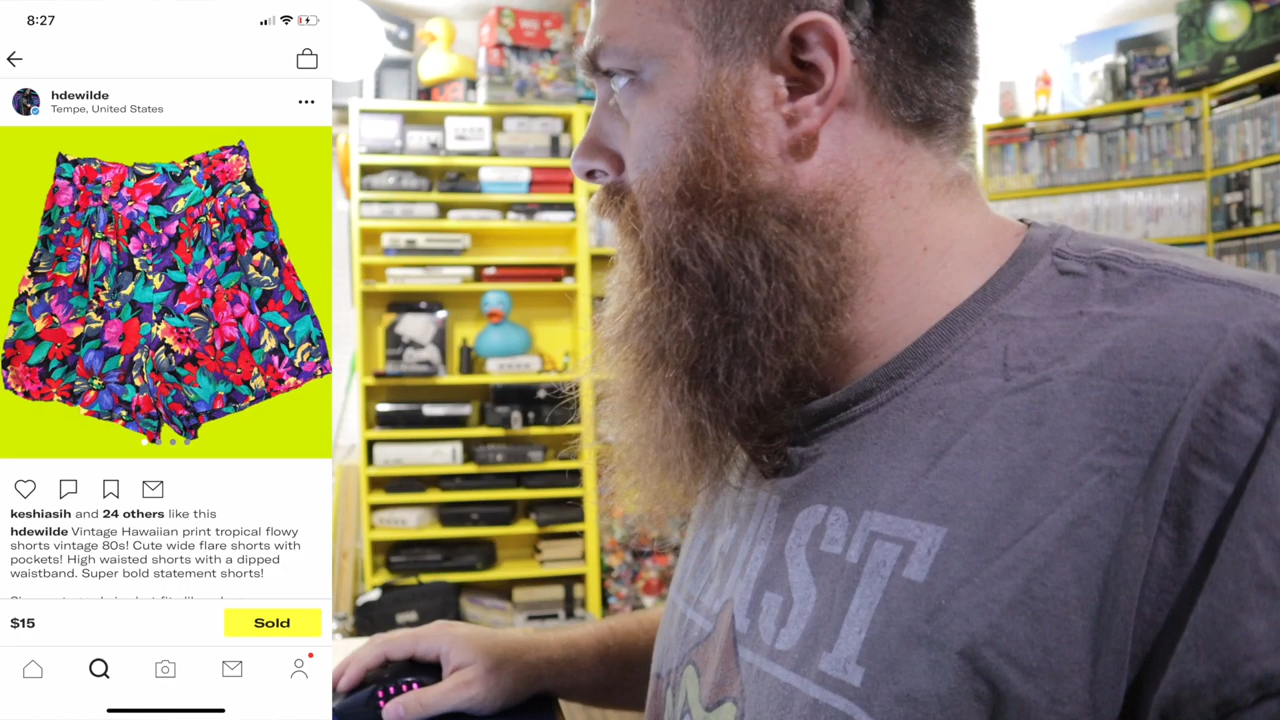 8:27
hdewilde
Tempe, United States
keshiasih and 24 others like this
hdewilde Vintage Hawaiian print tropical flowy
shorts vintage 80s! Cute wide flare shorts with
pockets! High waisted shorts with a dipped
waistband. Super bold statement shorts!
$15
Sold
AST